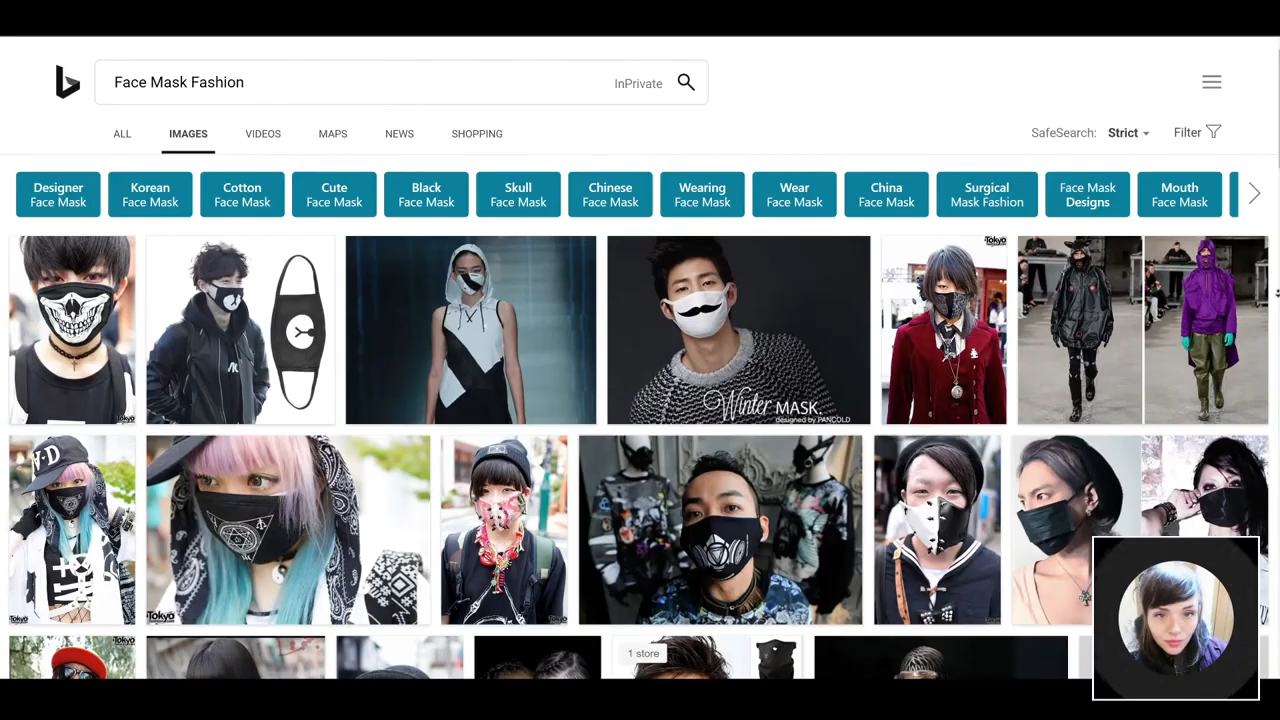 Face Mask Fashion
InPrivate
ALL
IMAGES
VIDEOS
MAPS
NEWS
SHOPPING
SafeSearch: Strict
Filter
Designer
Face Mask
Korean
Face Mask
Cotton
Face Mask
Cute
Face Mask
Black
Face Mask
Skull
Face Mask
Chinese
Face Mask
Wearing
Face Mask
Wear
Face Mask
China
Face Mask
Surgical
Mask Fashion
Face Mask
Designs
Mouth
Face Mask
Tokyo
Winter MASK.
designed by PANCOLD
Tokyo
Tokyo
Tokyo
Tokyo
Tokyo
1 store